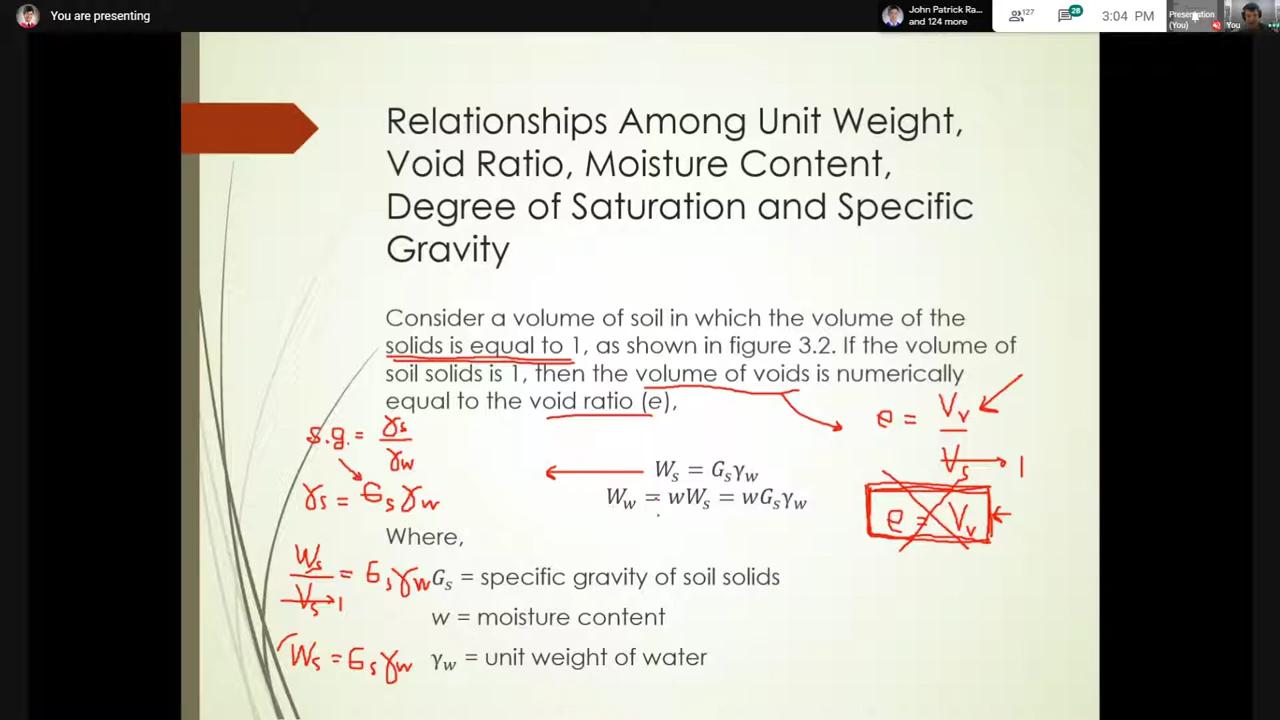 You are presenting
John Patrick Ra...
and 124 more
127
28
3:04 PM
Presentation
(You)
You
Relationships Among Unit Weight,
Void Ratio, Moisture Content,
Degree of Saturation and Specific
Gravity
Consider a volume of soil in which the volume of the
solids is equal to 1, as shown in figure 3.2. If the volume of
soil solids is 1, then the volume of voids is numerically
equal to the void ratio (e),
s.g. = γs/γw
e = Vv/Vs → 1
Ws = Gsγw
γs = Gsγw
Ww = wWs = wGsγw
e = Vv
Where,
Ws/Vs → 1 = Gsγw
Gs = specific gravity of soil solids
w = moisture content
Ws = Gsγw
γw = unit weight of water